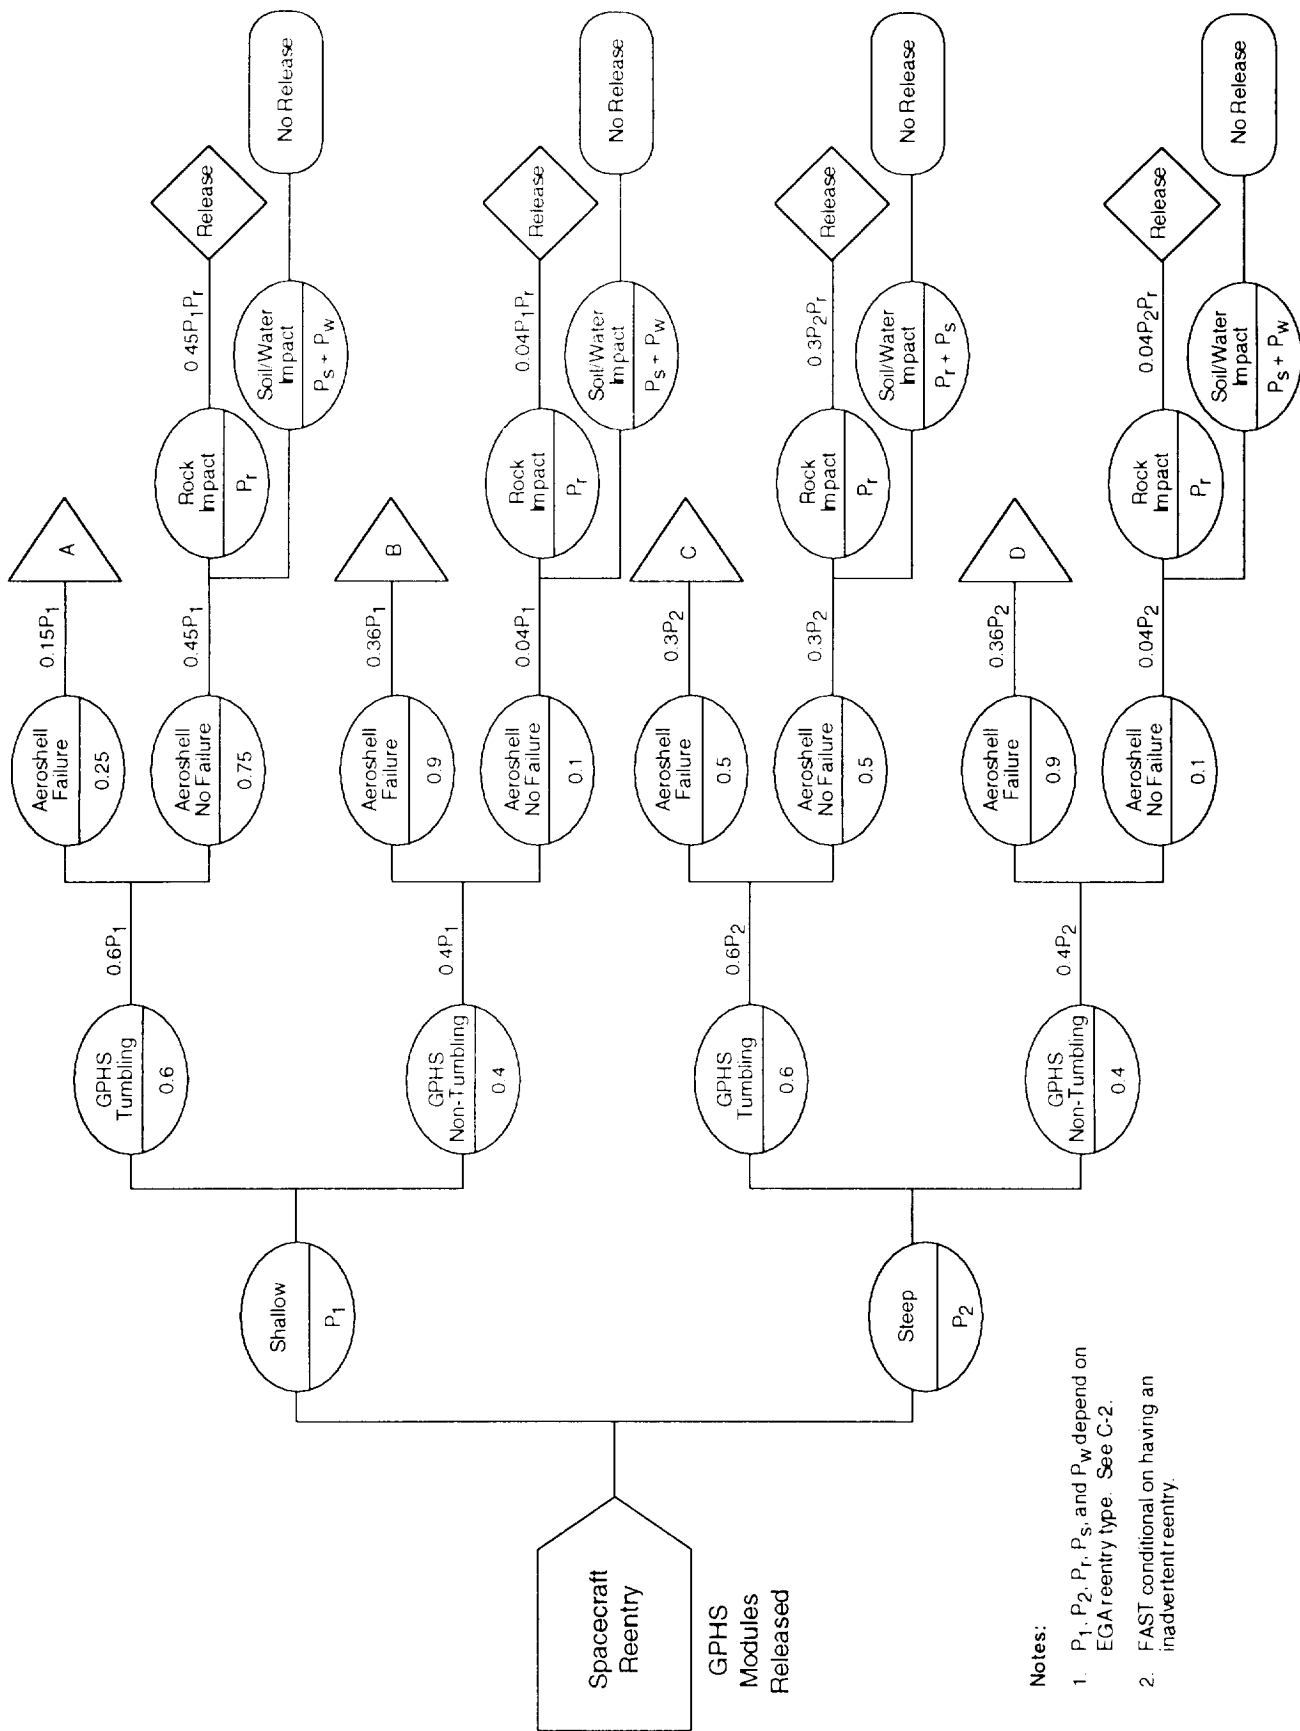 Spacecraft
Reentry
GPHS
Modules
Released
Shallow
P1
Steep
P2
GPHS
Tumbling
0.6
0.6P1
GPHS
Non-Tumbling
0.4
0.4P1
GPHS
Tumbling
0.6
0.6P2
GPHS
Non-Tumbling
0.4
0.4P2
Aeroshell
Failure
0.25
0.15P1
A
Aeroshell
No Failure
0.75
0.45P1
Rock
Impact
Pr
0.45P1Pr
Release
Soil/Water
Impact
Ps + Pw
No Release
Aeroshell
Failure
0.9
0.36P1
B
Aeroshell
No Failure
0.1
0.04P1
Rock
Impact
Pr
0.04P1Pr
Release
Soil/Water
Impact
Ps + Pw
No Release
Aeroshell
Failure
0.5
0.3P2
C
Aeroshell
No Failure
0.5
0.3P2
Rock
Impact
Pr
0.3P2Pr
Release
Soil/Water
Impact
Pr + Ps
No Release
Aeroshell
Failure
0.9
0.36P2
D
Aeroshell
No Failure
0.1
0.04P2
Rock
Impact
Pr
0.04P2Pr
Release
Soil/Water
Impact
Ps + Pw
No Release
Notes:
1. P1, P2, Pr, Ps, and Pw depend on
EGA reentry type. See C-2.
2. FAST conditional on having an
inadvertent reentry.